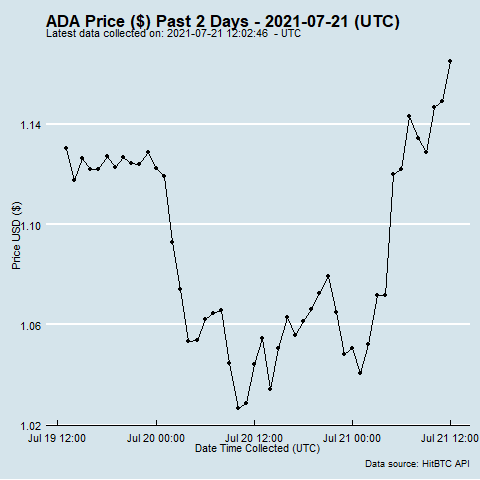 ADA Price ($) Past 2 Days - 2021-07-21 (UTC)
Latest data collected on: 2021-07-21 12:02:46  - UTC
Price USD ($)
1.14
1.10
1.06
1.02
Jul 19 12:00 Jul 20 00:00 Jul 20 12:00 Jul 21 00:00 Jul 21 12:00
Date Time Collected (UTC)
Data source: HitBTC API